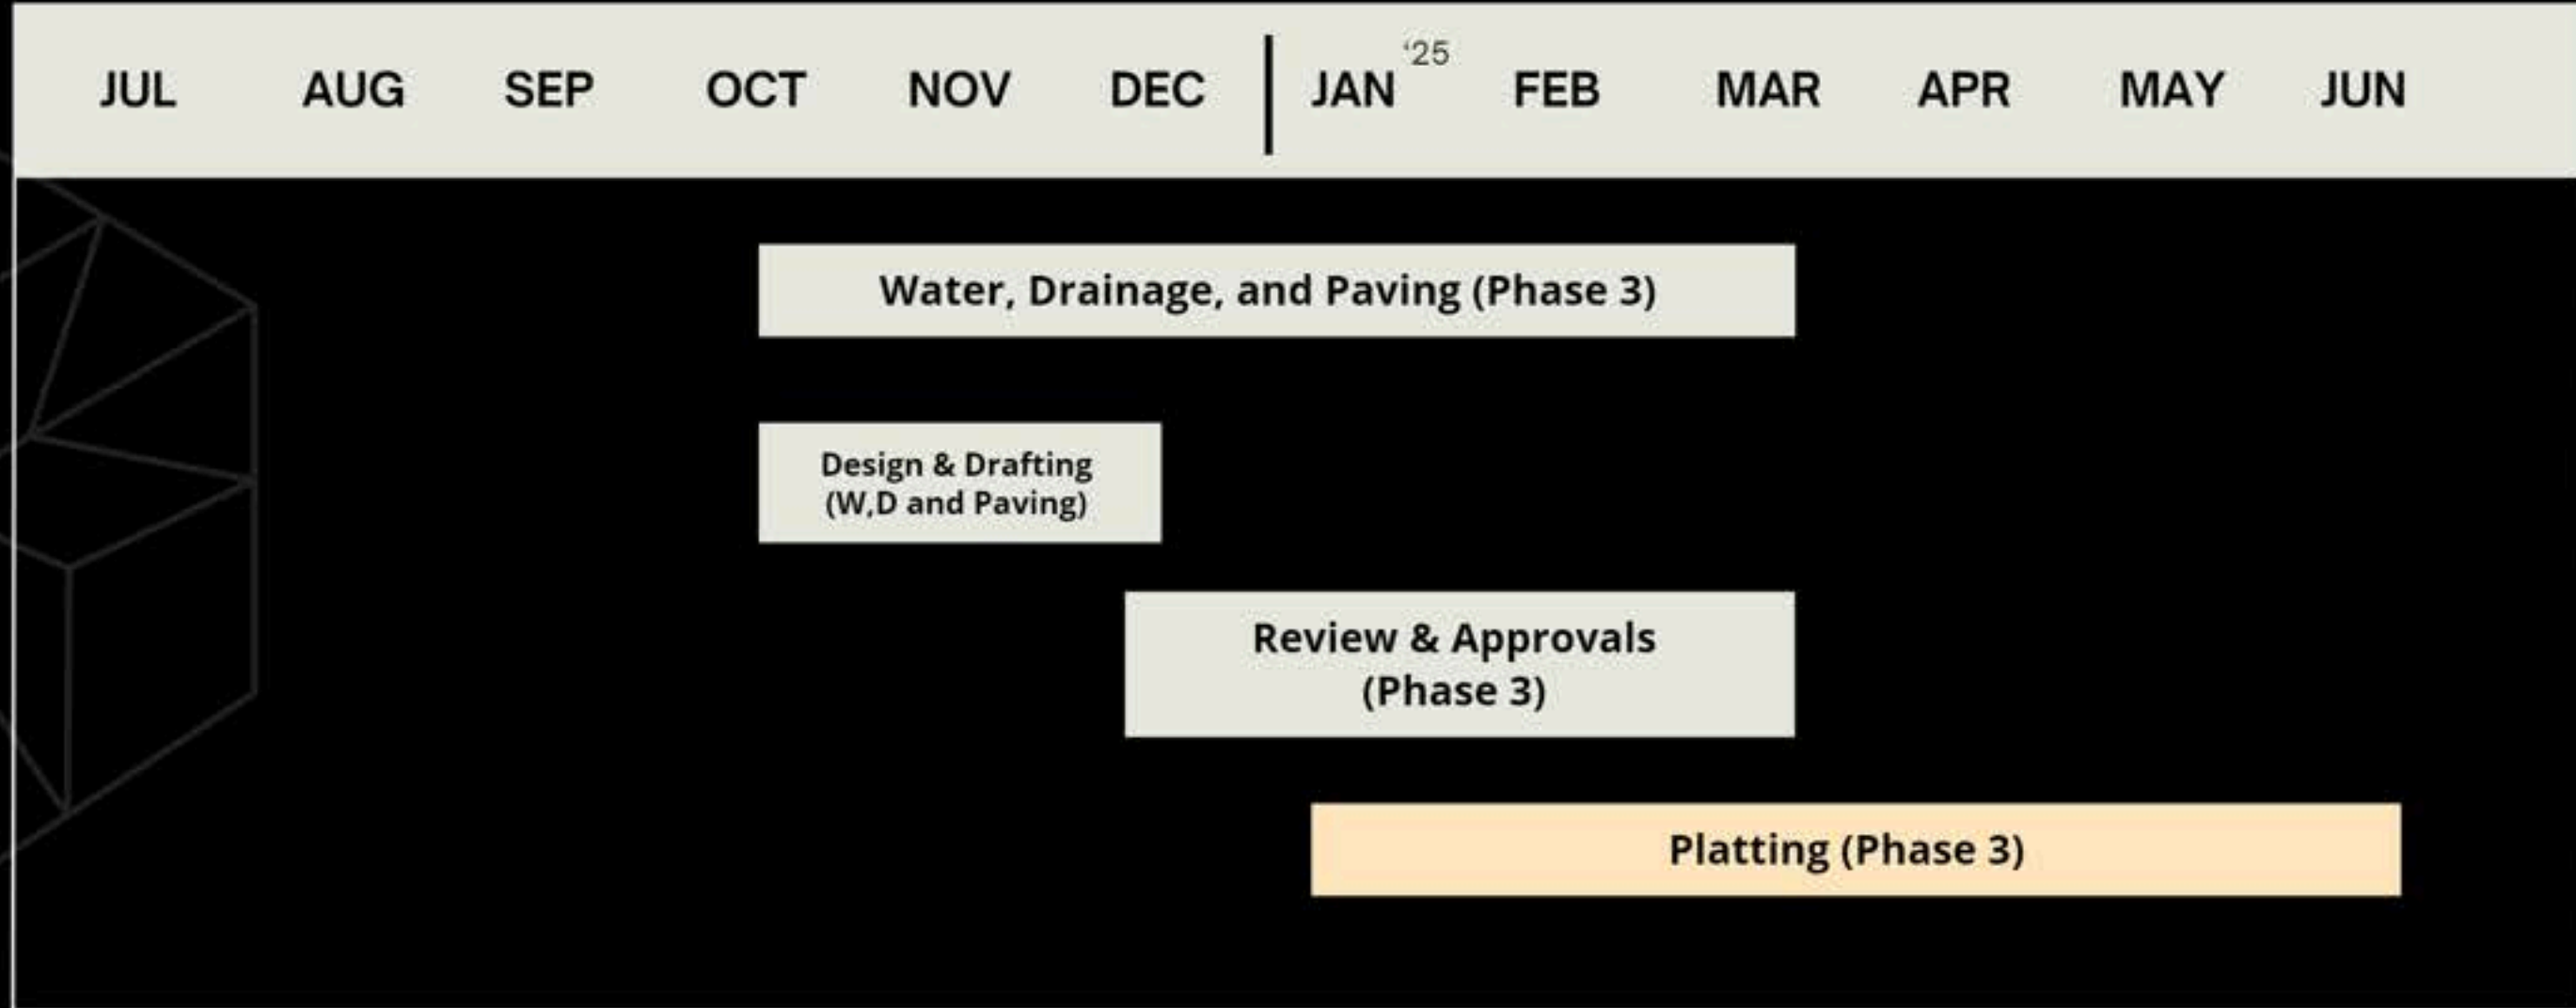 JUL AUG SEP OCT NOV DEC JAN ‘25 FEB MAR APR MAY JUN
Water, Drainage, and Paving (Phase 3)
Design & Drafting
(W,D and Paving)
Review & Approvals
(Phase 3)
Platting (Phase 3)